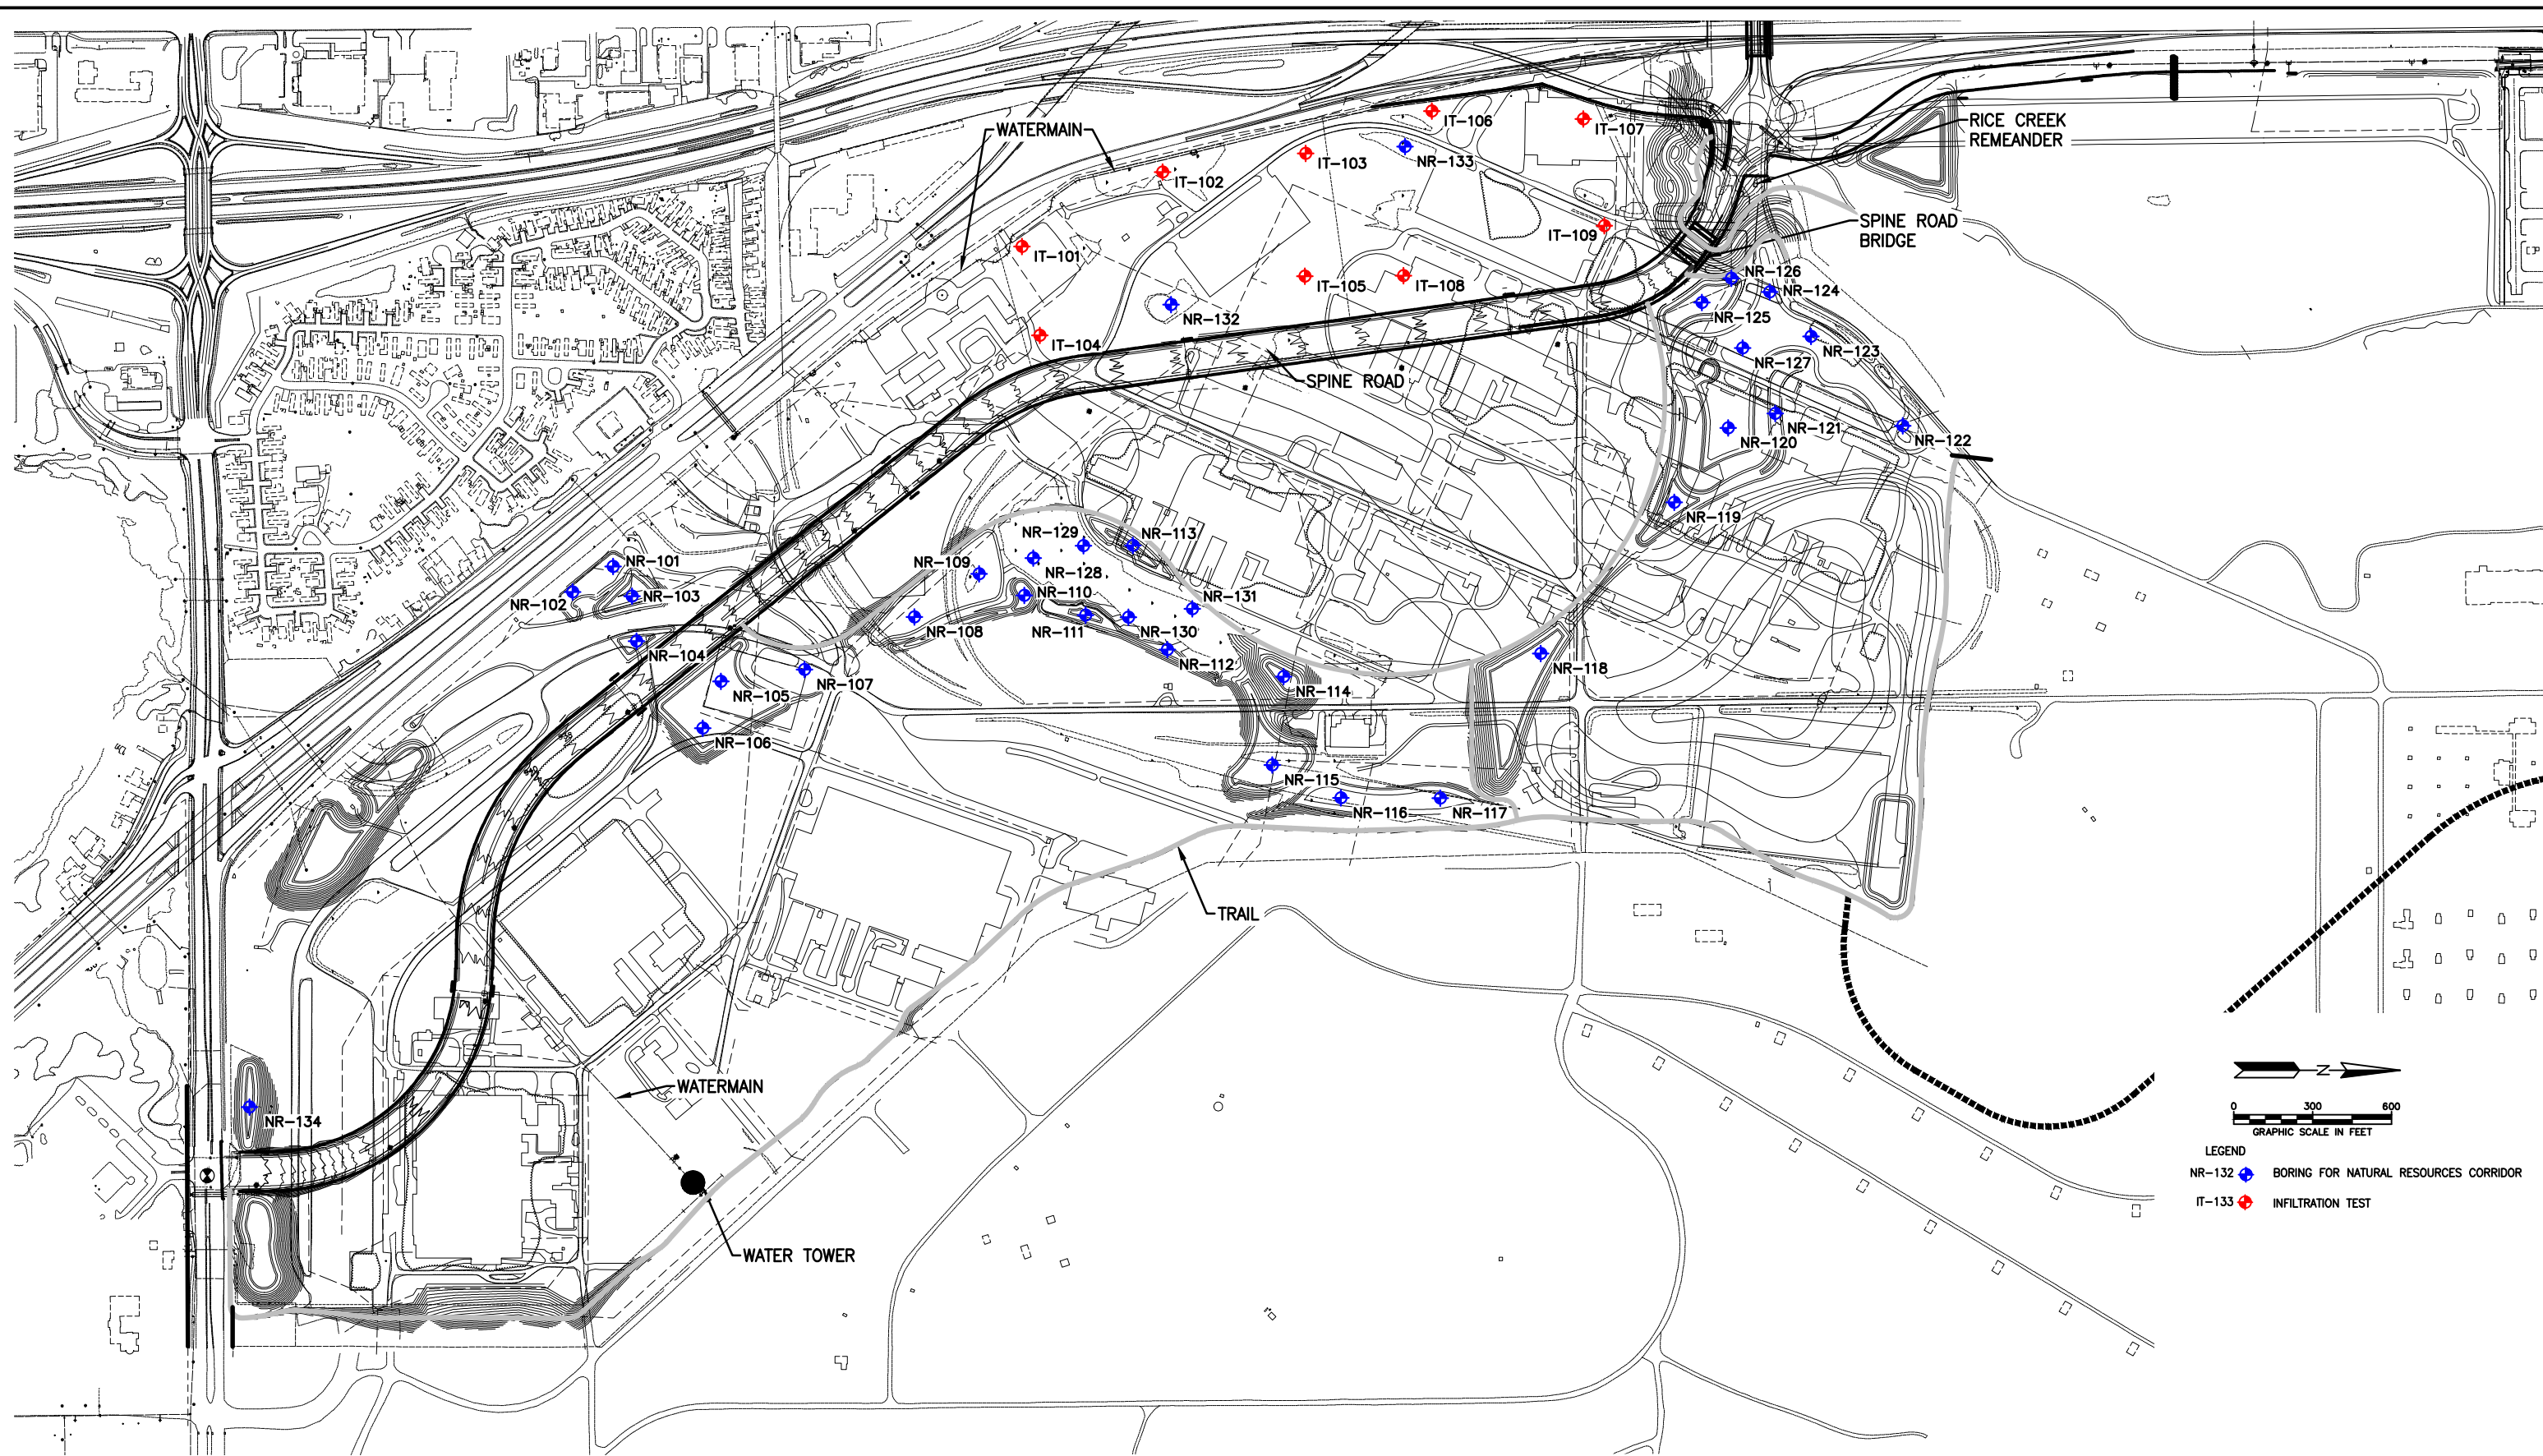 IT-106
IT-107
WATERMAIN
RICE CREEK
REMEANDER
IT-103
NR-133
IT-102
SPINE ROAD
BRIDGE
IT-109
IT-101
NR-126
IT-105
IT-108
NR-124
NR-132
NR-125
IT-104
NR-123
NR-127
SPINE ROAD
NR-121
NR-120
NR-122
NR-119
NR-129
NR-113
NR-101
NR-109
NR-128
NR-102
NR-103
NR-110
NR-131
NR-108
NR-111
NR-130
NR-104
NR-112
NR-118
NR-107
NR-105
NR-114
NR-106
NR-115
NR-116
NR-117
TRAIL
WATERMAIN
NR-134
WATER TOWER
N
0 300 600
GRAPHIC SCALE IN FEET
LEGEND
NR-132 BORING FOR NATURAL RESOURCES CORRIDOR
IT-133 INFILTRATION TEST